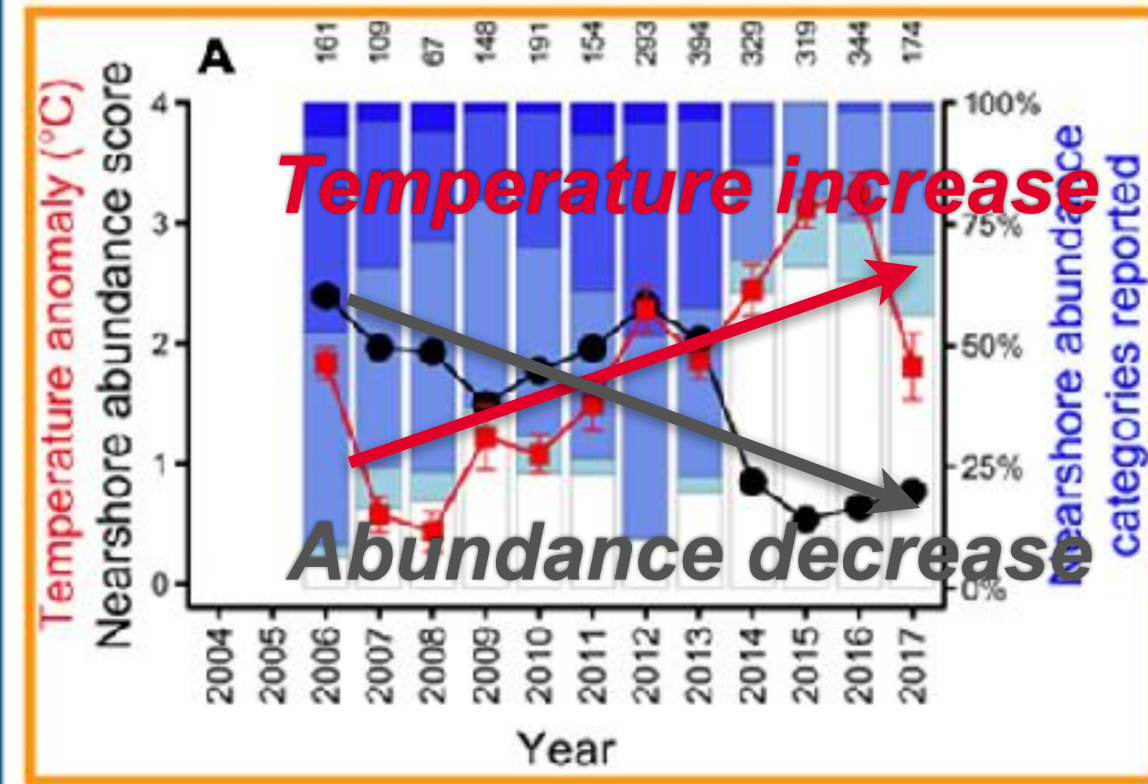 A
161 109 67 148 191 154 293 394 329 319 344 174
Temperature anomaly (°C)
Nearshore abundance score
4
3
2
1
0
100%
75%
50%
25%
0%
Nearshore abundance
categories reported
Temperature increase
Abundance decrease
2004 2005 2006 2007 2008 2009 2010 2011 2012 2013 2014 2015 2016 2017
Year